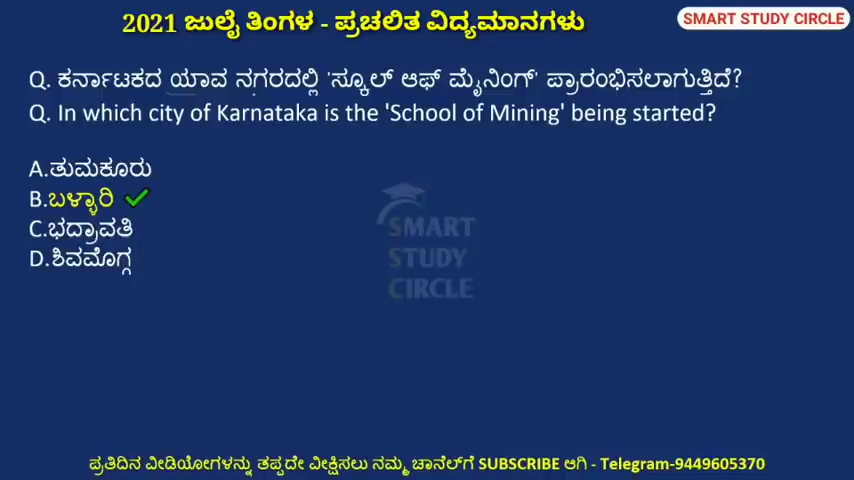 2021 ಜುಲೈ ತಿಂಗಳ - ಪ್ರಚಲಿತ ವಿದ್ಯಮಾನಗಳು
SMART STUDY CIRCLE
Q. ಕರ್ನಾಟಕದ ಯಾವ ನಗರದಲ್ಲಿ 'ಸ್ಕೂಲ್ ಆಫ್ ಮೈನಿಂಗ್' ಪ್ರಾರಂಭಿಸಲಾಗುತ್ತಿದೆ?
Q. In which city of Karnataka is the 'School of Mining' being started?
A.ತುಮಕೂರು
B.ಬಳ್ಳಾರಿ
C.ಭದ್ರಾವತಿ
D.ಶಿವಮೊಗ್ಗ
SMART
STUDY
CIRCLE
ಪ್ರತಿದಿನ ವೀಡಿಯೋಗಳನ್ನು ತಪ್ಪದೇ ವೀಕ್ಷಿಸಲು ನಮ್ಮ ಚಾನೆಲ್‌ಗೆ SUBSCRIBE ಆಗಿ - Telegram-9449605370